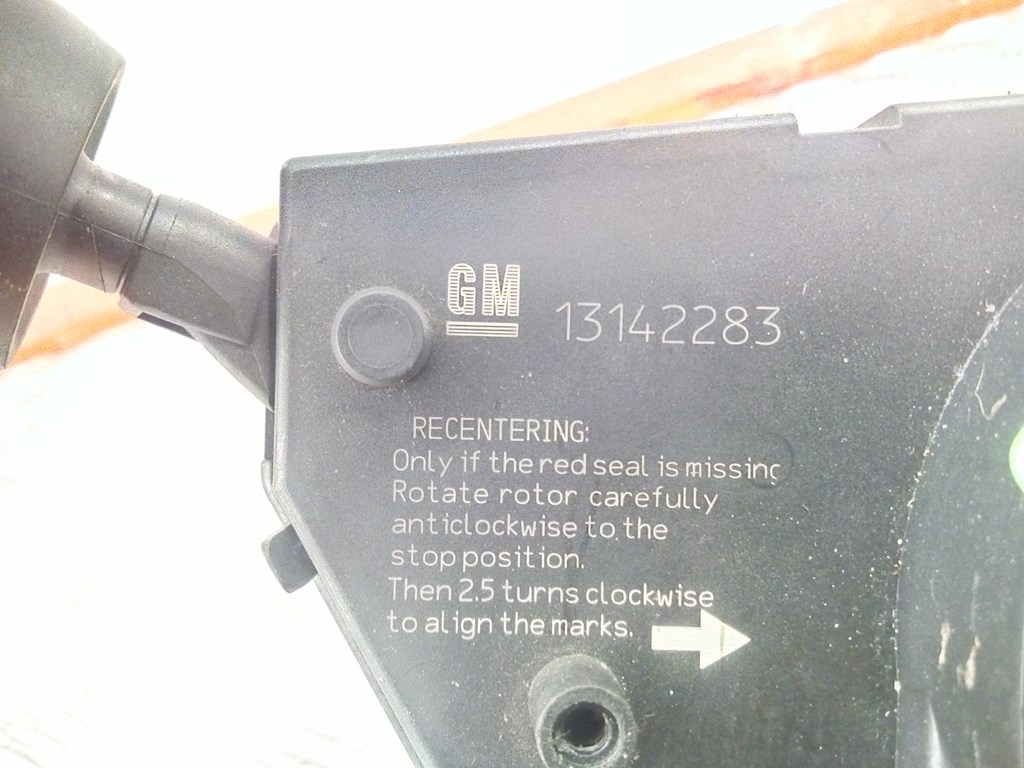 GM 13142283
RECENTERING:
Only if the red seal is missing
Rotate rotor carefully
anticlockwise to the
stop position.
Then 2.5 turns clockwise
to align the marks.